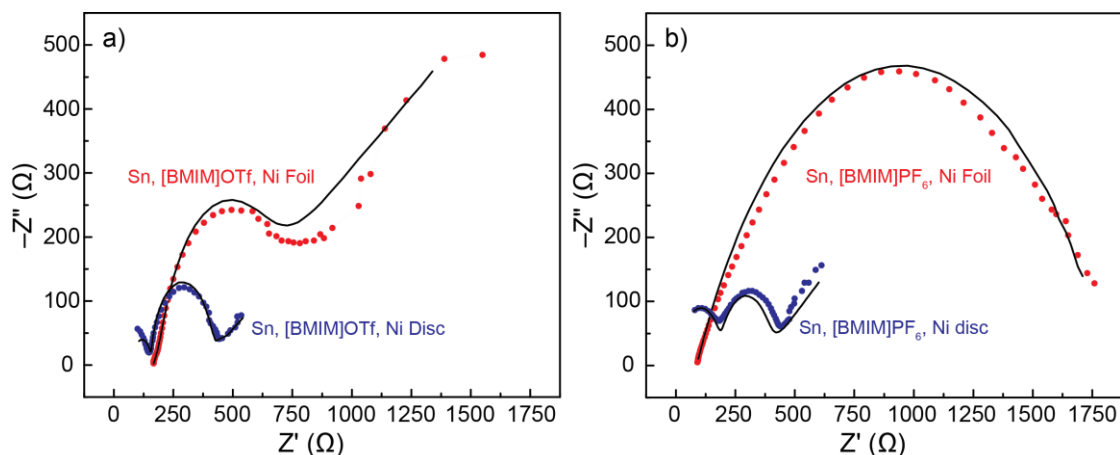 a)
500
400
300
200
100
0
–Z" (Ω)
Sn, [BMIM]OTf, Ni Foil
Sn, [BMIM]OTf, Ni Disc
0 250 500 750 1000 1250 1500 1750
Z' (Ω)
b)
500
400
300
200
100
0
–Z" (Ω)
Sn, [BMIM]PF₆, Ni Foil
Sn, [BMIM]PF₆, Ni disc
0 250 500 750 1000 1250 1500 1750
Z' (Ω)